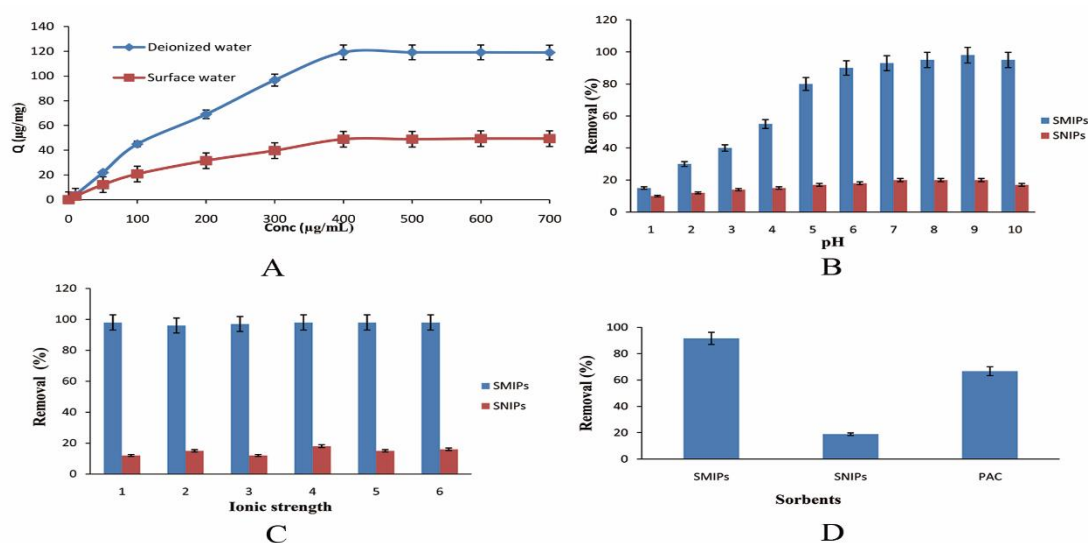 140
120
100
80
60
40
20
0
Q (µg/mg)
Deionized water
Surface water
0 100 200 300 400 500 600 700
Conc (µg/mL)
A
120
100
80
60
40
20
0
Removal (%)
SMIPs
SNIPs
1 2 3 4 5 6 7 8 9 10
pH
B
120
100
80
60
40
20
0
Removal (%)
SMIPs
SNIPs
1 2 3 4 5 6
Ionic strength
C
100
80
60
40
20
0
Removal (%)
SMIPs SNIPs PAC
Sorbents
D